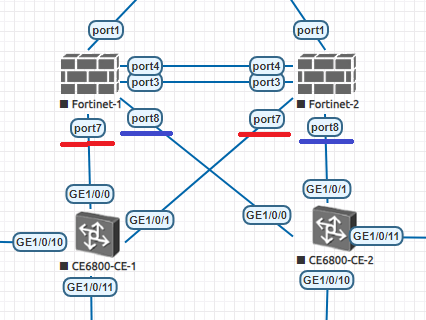 port1
port1
port4
port4
port3
port3
Fortinet-1
Fortinet-2
port7
port8
port7
port8
GE1/0/0
GE1/0/1
GE1/0/0
GE1/0/1
GE1/0/10
GE1/0/11
CE6800-CE-1
CE6800-CE-2
GE1/0/11
GE1/0/10